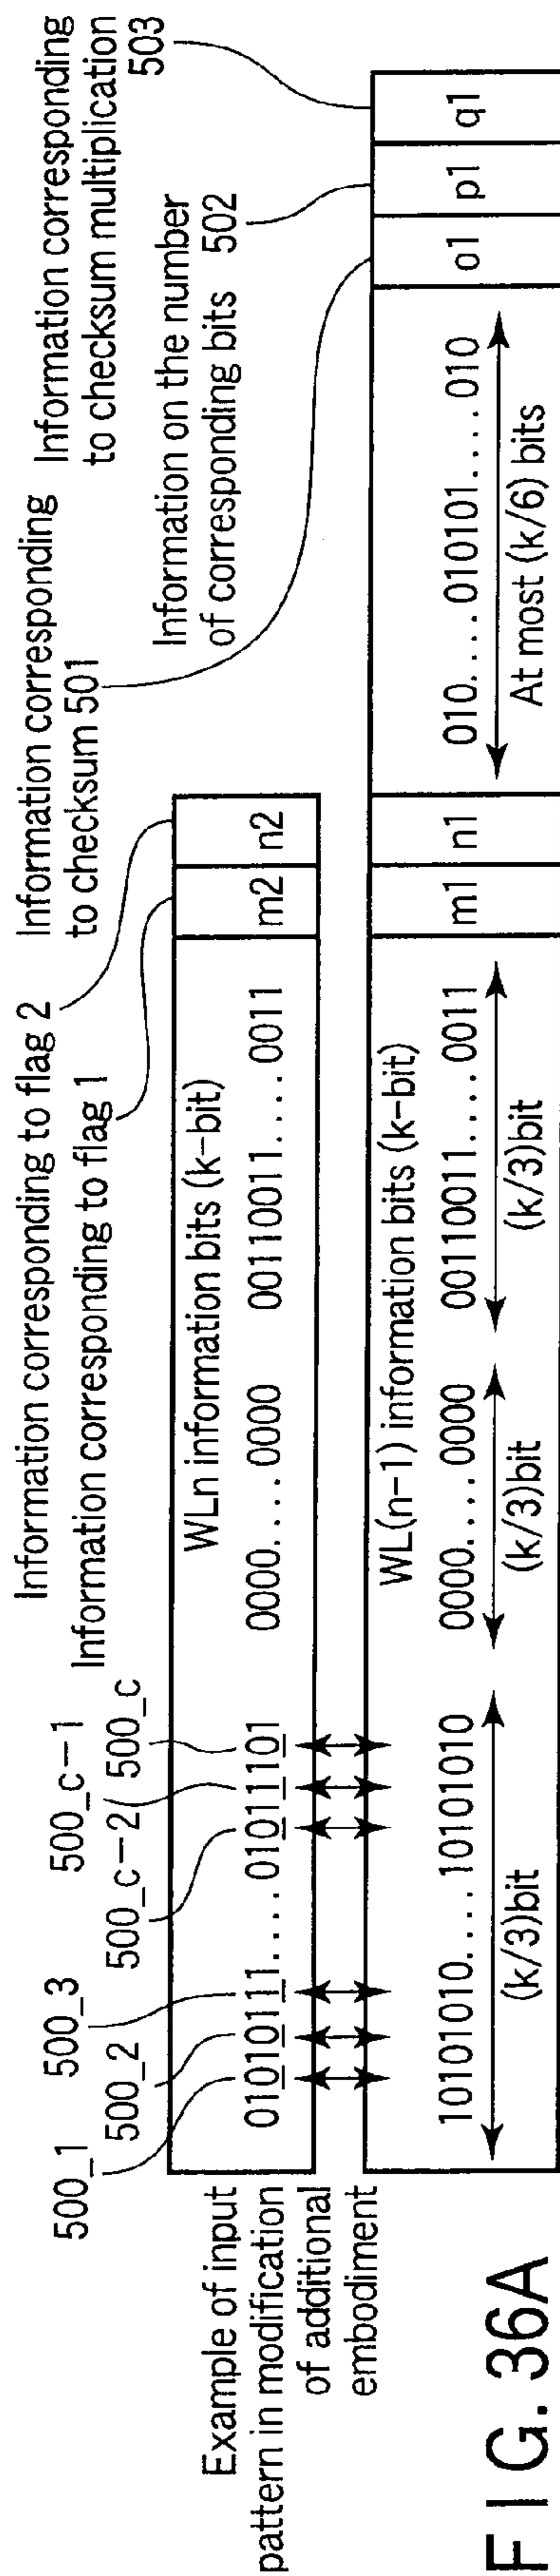 Information corresponding to flag 2
Information corresponding to flag 1
Information corresponding
to checksum 501
Information on the number
of corresponding bits 502
Information corresponding
to checksum multiplication
503
500_1
500_2
500_3
500_c-2
500_c-1
500_c
Example of input
pattern in modification
of additional
embodiment
WLn information bits (k-bit)
01010111....01011101 0000....0000 00110011....0011
m2 n2
WL(n-1) information bits (k-bit)
10101010....10101010 0000....0000 00110011....0011
(k/3)bit (k/3)bit (k/3)bit
m1 n1
010....010101....010
At most (k/6) bits
o1 p1 q1
FIG. 36A